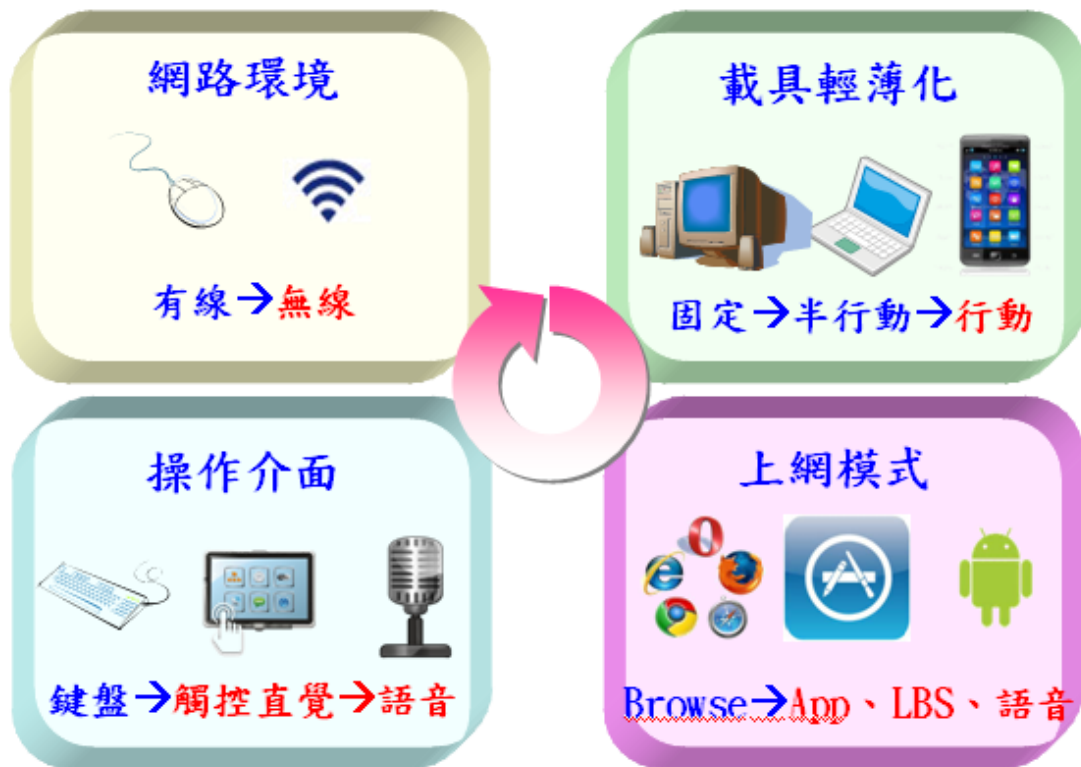 網路環境
有線→無線
載具輕薄化
固定→半行動→行動
操作介面
鍵盤→觸控直覺→語音
上網模式
Browse→App、LBS、語音